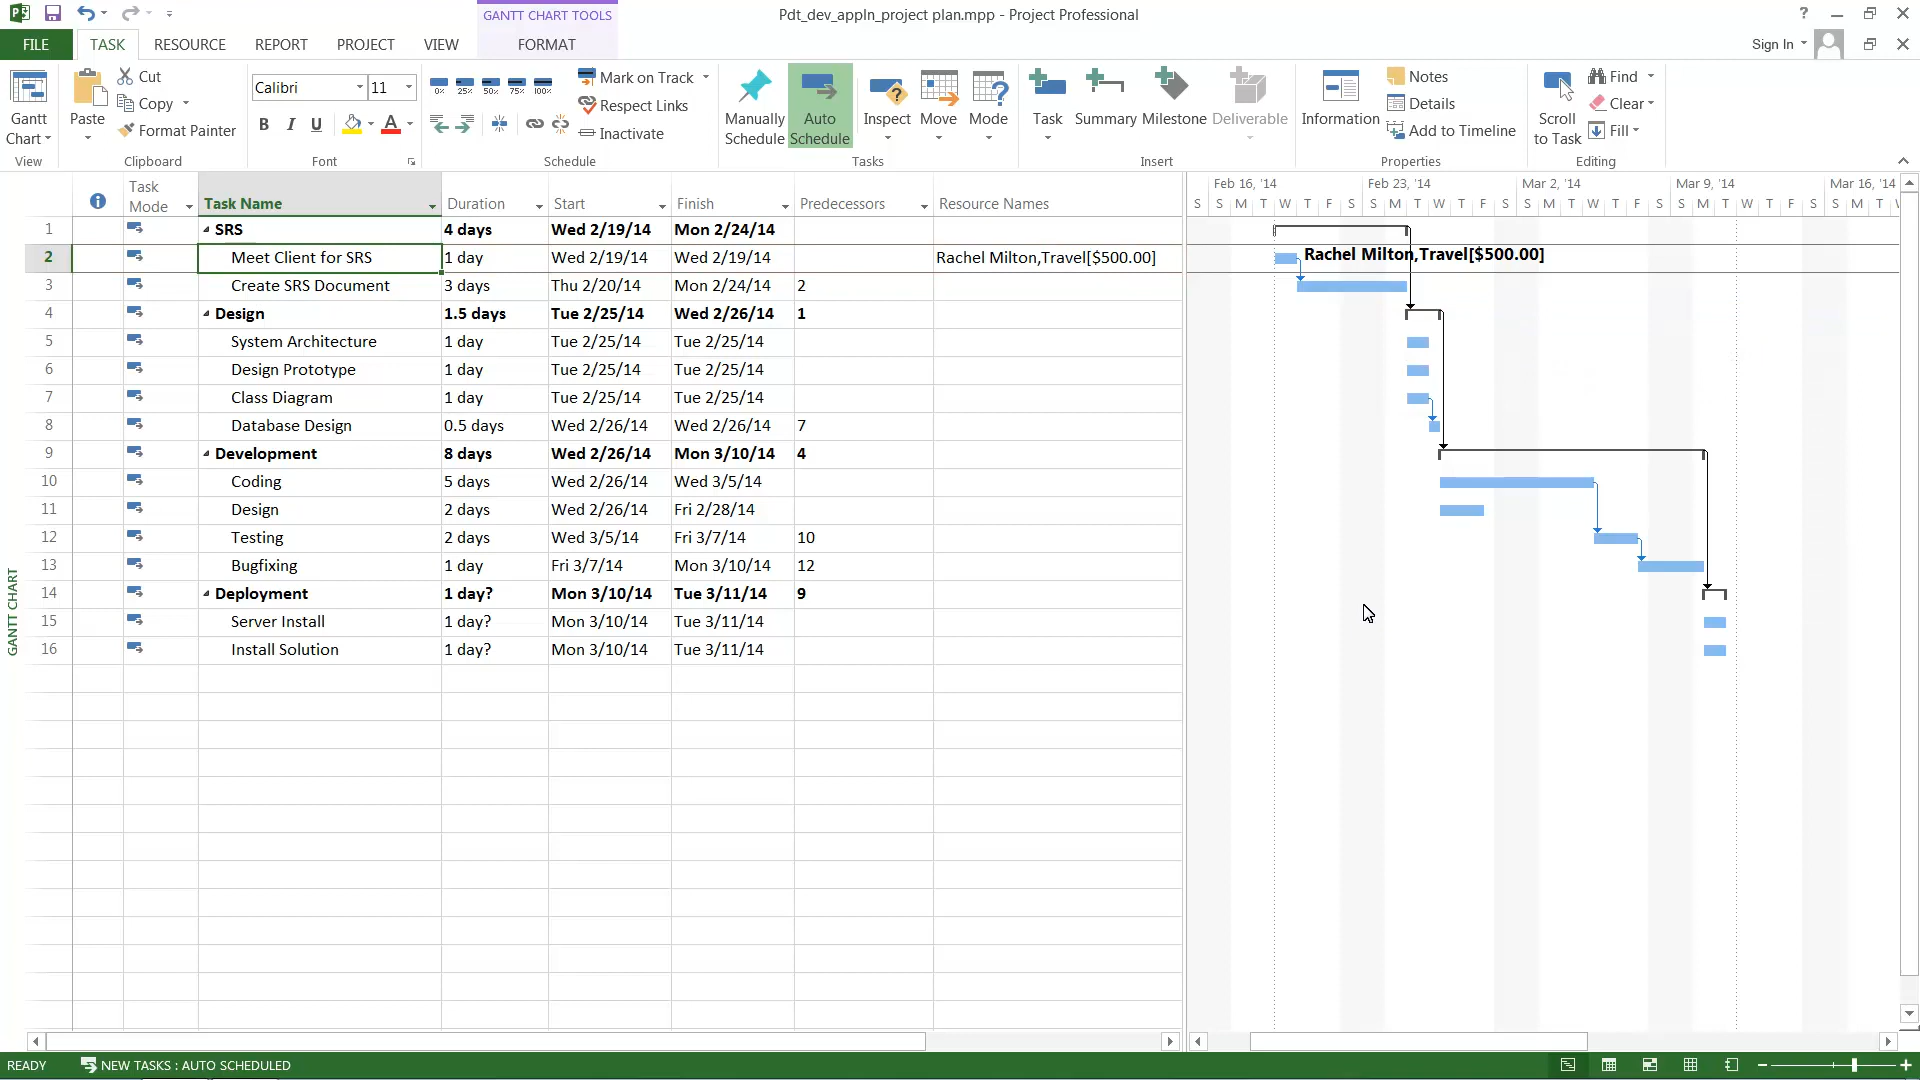 GANTT CHART TOOLS
Pdt_dev_appln_project plan.mpp - Project Professional
FILE TASK RESOURCE REPORT PROJECT VIEW FORMAT Sign In
Gantt Chart
View
Paste
Cut
Copy
Format Painter
Clipboard
Calibri 11
B I U A
Font
0% 25% 50% 75% 100%
Mark on Track
Respect Links
Inactivate
Schedule
Manually Schedule
Auto Schedule
Inspect
Move
Mode
Tasks
Task
Summary
Milestone
Deliverable
Insert
Information
Notes
Details
Add to Timeline
Properties
Scroll to Task
Find
Clear
Fill
Editing
Task Mode Task Name Duration Start Finish Predecessors Resource Names
1 SRS 4 days Wed 2/19/14 Mon 2/24/14
2 Meet Client for SRS 1 day Wed 2/19/14 Wed 2/19/14 Rachel Milton,Travel[$500.00]
3 Create SRS Document 3 days Thu 2/20/14 Mon 2/24/14 2
4 Design 1.5 days Tue 2/25/14 Wed 2/26/14 1
5 System Architecture 1 day Tue 2/25/14 Tue 2/25/14
6 Design Prototype 1 day Tue 2/25/14 Tue 2/25/14
7 Class Diagram 1 day Tue 2/25/14 Tue 2/25/14
8 Database Design 0.5 days Wed 2/26/14 Wed 2/26/14 7
9 Development 8 days Wed 2/26/14 Mon 3/10/14 4
10 Coding 5 days Wed 2/26/14 Wed 3/5/14
11 Design 2 days Wed 2/26/14 Fri 2/28/14
12 Testing 2 days Wed 3/5/14 Fri 3/7/14 10
13 Bugfixing 1 day Fri 3/7/14 Mon 3/10/14 12
14 Deployment 1 day? Mon 3/10/14 Tue 3/11/14 9
15 Server Install 1 day? Mon 3/10/14 Tue 3/11/14
16 Install Solution 1 day? Mon 3/10/14 Tue 3/11/14
Feb 16, '14 Feb 23, '14 Mar 2, '14 Mar 9, '14 Mar 16, '14
S S M T W T F S S M T W T F S S M T W T F S S M T W T F S S M T
Rachel Milton,Travel[$500.00]
GANTT CHART
READY NEW TASKS : AUTO SCHEDULED